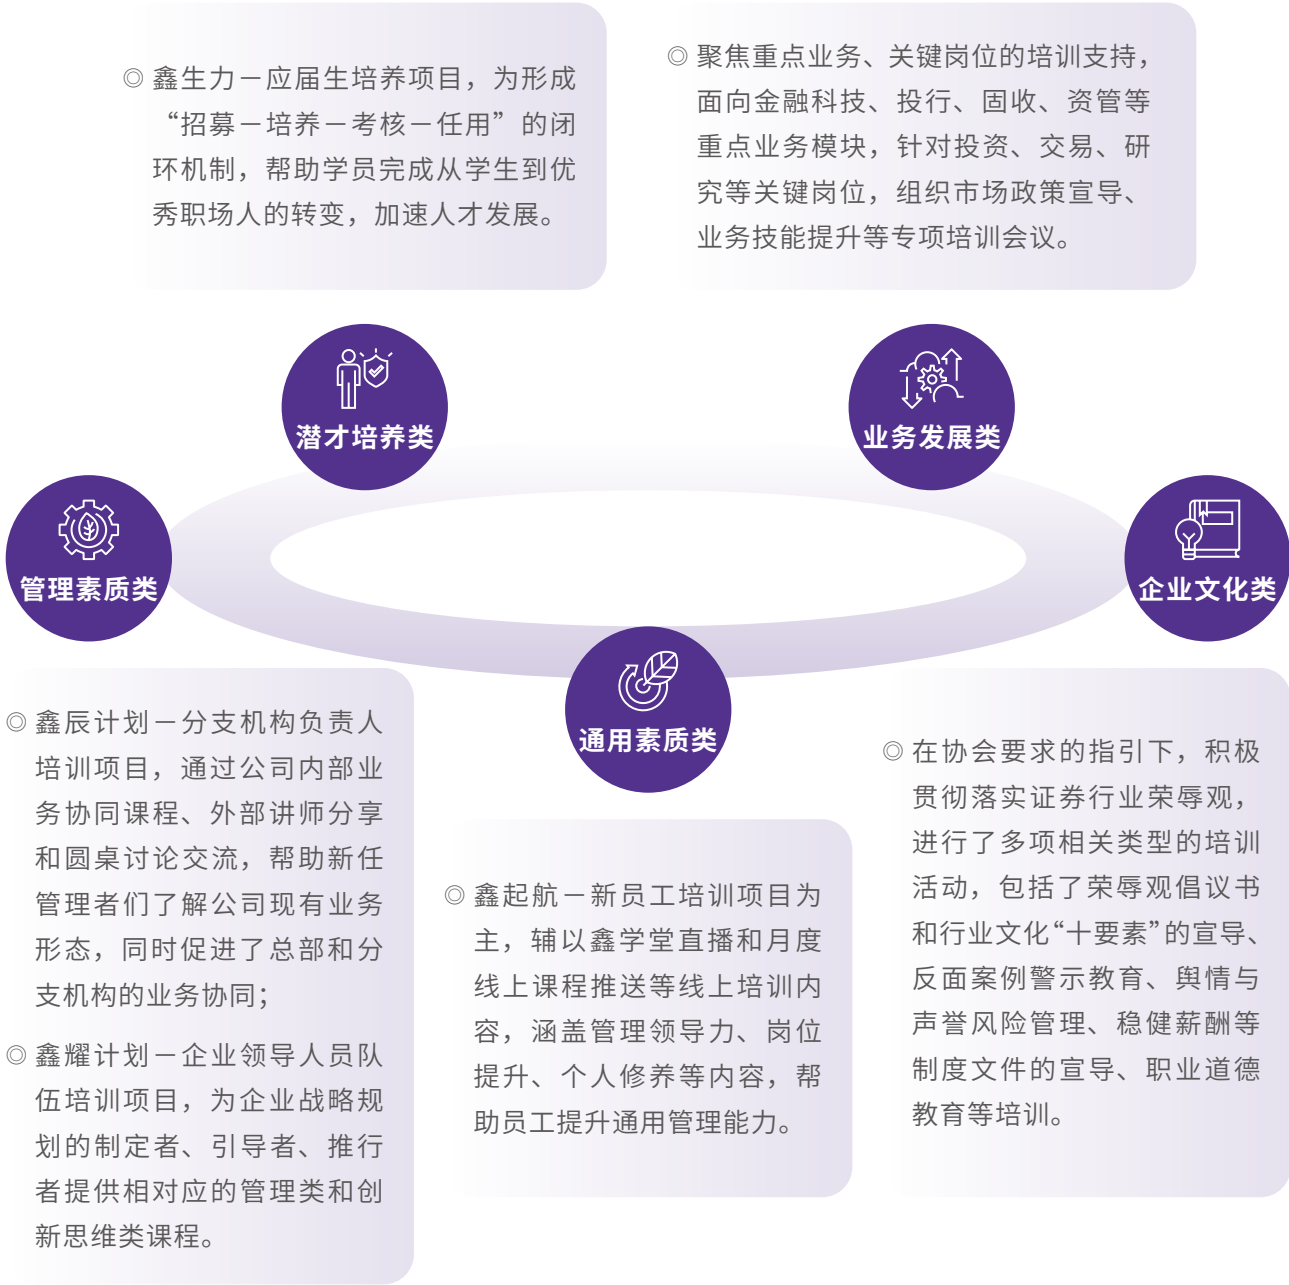 ◎ 鑫生力－应届生培养项目，为形成
“招募－培养－考核－任用”的闭
环机制，帮助学员完成从学生到优
秀职场人的转变，加速人才发展。
◎ 聚焦重点业务、关键岗位的培训支持，
面向金融科技、投行、固收、资管等
重点业务模块，针对投资、交易、研
究等关键岗位，组织市场政策宣导、
业务技能提升等专项培训会议。
潜才培养类
业务发展类
管理素质类
企业文化类
通用素质类
◎ 鑫辰计划－分支机构负责人
培训项目，通过公司内部业
务协同课程、外部讲师分享
和圆桌讨论交流，帮助新任
管理者们了解公司现有业务
形态，同时促进了总部和分
支机构的业务协同；
◎ 鑫耀计划－企业领导人员队
伍培训项目，为企业战略规
划的制定者、引导者、推行
者提供相对应的管理类和创
新思维类课程。
◎ 鑫起航－新员工培训项目为
主，辅以鑫学堂直播和月度
线上课程推送等线上培训内
容，涵盖管理领导力、岗位
提升、个人修养等内容，帮
助员工提升通用管理能力。
◎ 在协会要求的指引下，积极
贯彻落实证券行业荣辱观，
进行了多项相关类型的培训
活动，包括了荣辱观倡议书
和行业文化“十要素”的宣导、
反面案例警示教育、舆情与
声誉风险管理、稳健薪酬等
制度文件的宣导、职业道德
教育等培训。